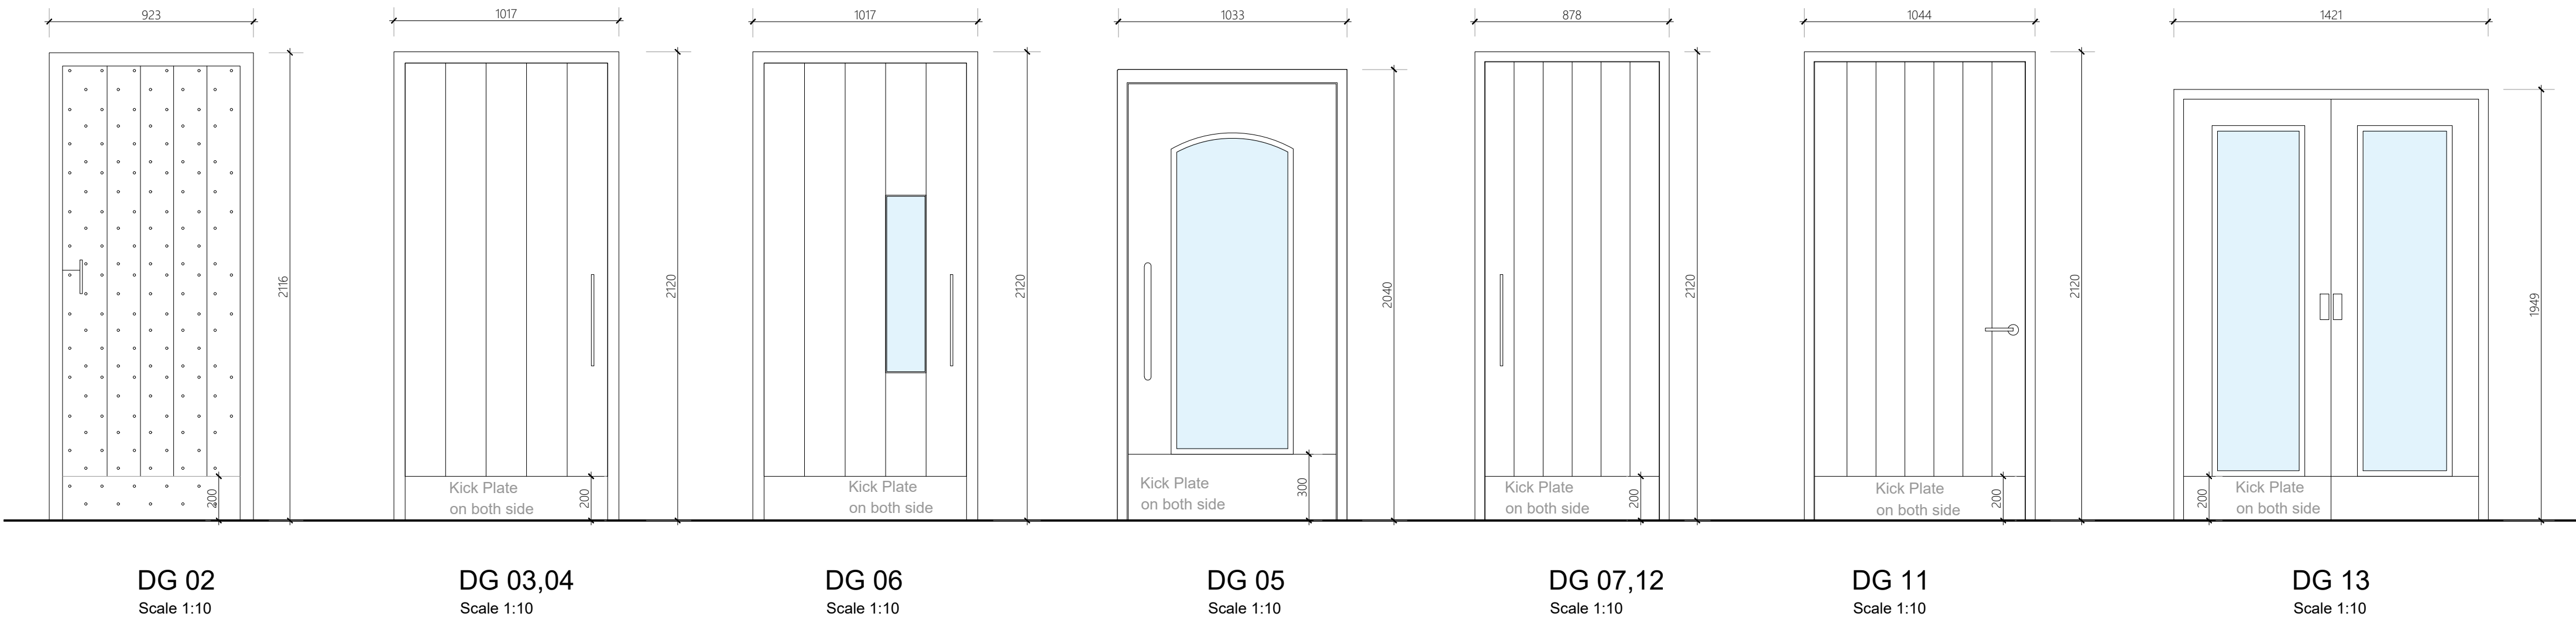 923
1017
1017
1033
878
1044
1421
2116
2120
2120
2040
2120
2120
1949
200
Kick Plate
on both side
200
Kick Plate
on both side
Kick Plate
on both side
300
Kick Plate
on both side
200
Kick Plate
on both side
200
200
Kick Plate
on both side
DG 02
Scale 1:10
DG 03,04
Scale 1:10
DG 06
Scale 1:10
DG 05
Scale 1:10
DG 07,12
Scale 1:10
DG 11
Scale 1:10
DG 13
Scale 1:10